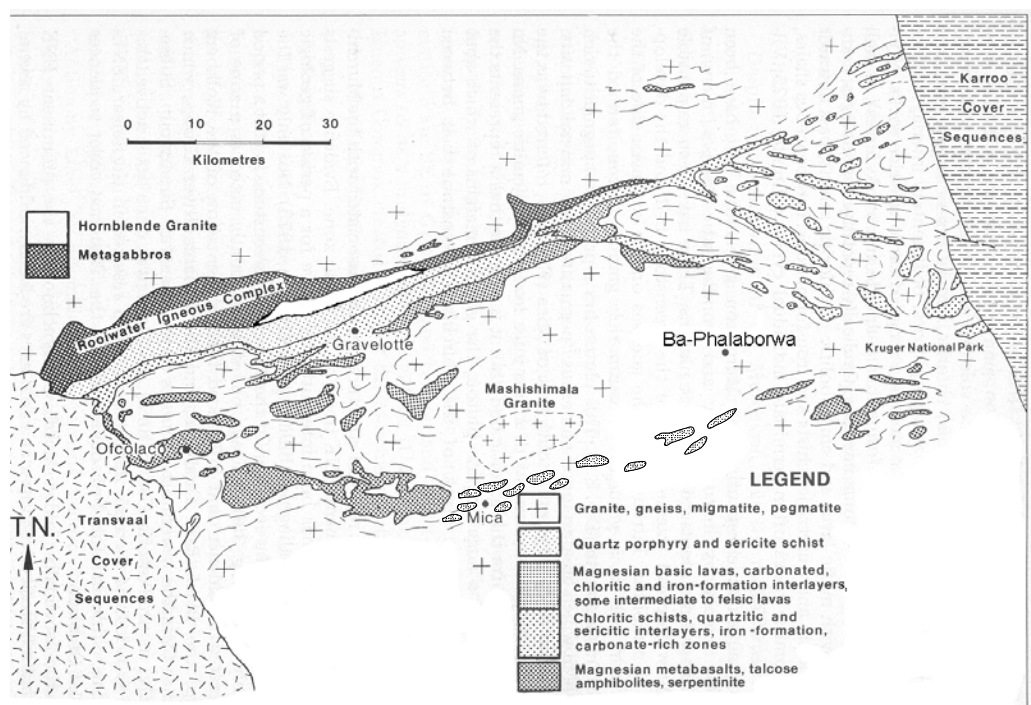 Karroo
Cover
Sequences
0 10 20 30
Kilometres
Hornblende Granite
Metagabbros
Rooiwater Igneous Complex
Gravelotte
Ba-Phalaborwa
Kruger National Park
Mashishimala
Granite
Ofcolaco
Mica
T.N.
Transvaal
Cover
Sequences
LEGEND
Granite, gneiss, migmatite, pegmatite
Quartz porphyry and sericite schist
Magnesian basic lavas, carbonated,
chloritic and iron-formation interlayers,
some intermediate to felsic lavas
Chloritic schists, quartzitic and
sericitic interlayers, iron-formation,
carbonate-rich zones
Magnesian metabasalts, talcose
amphibolites, serpentinite